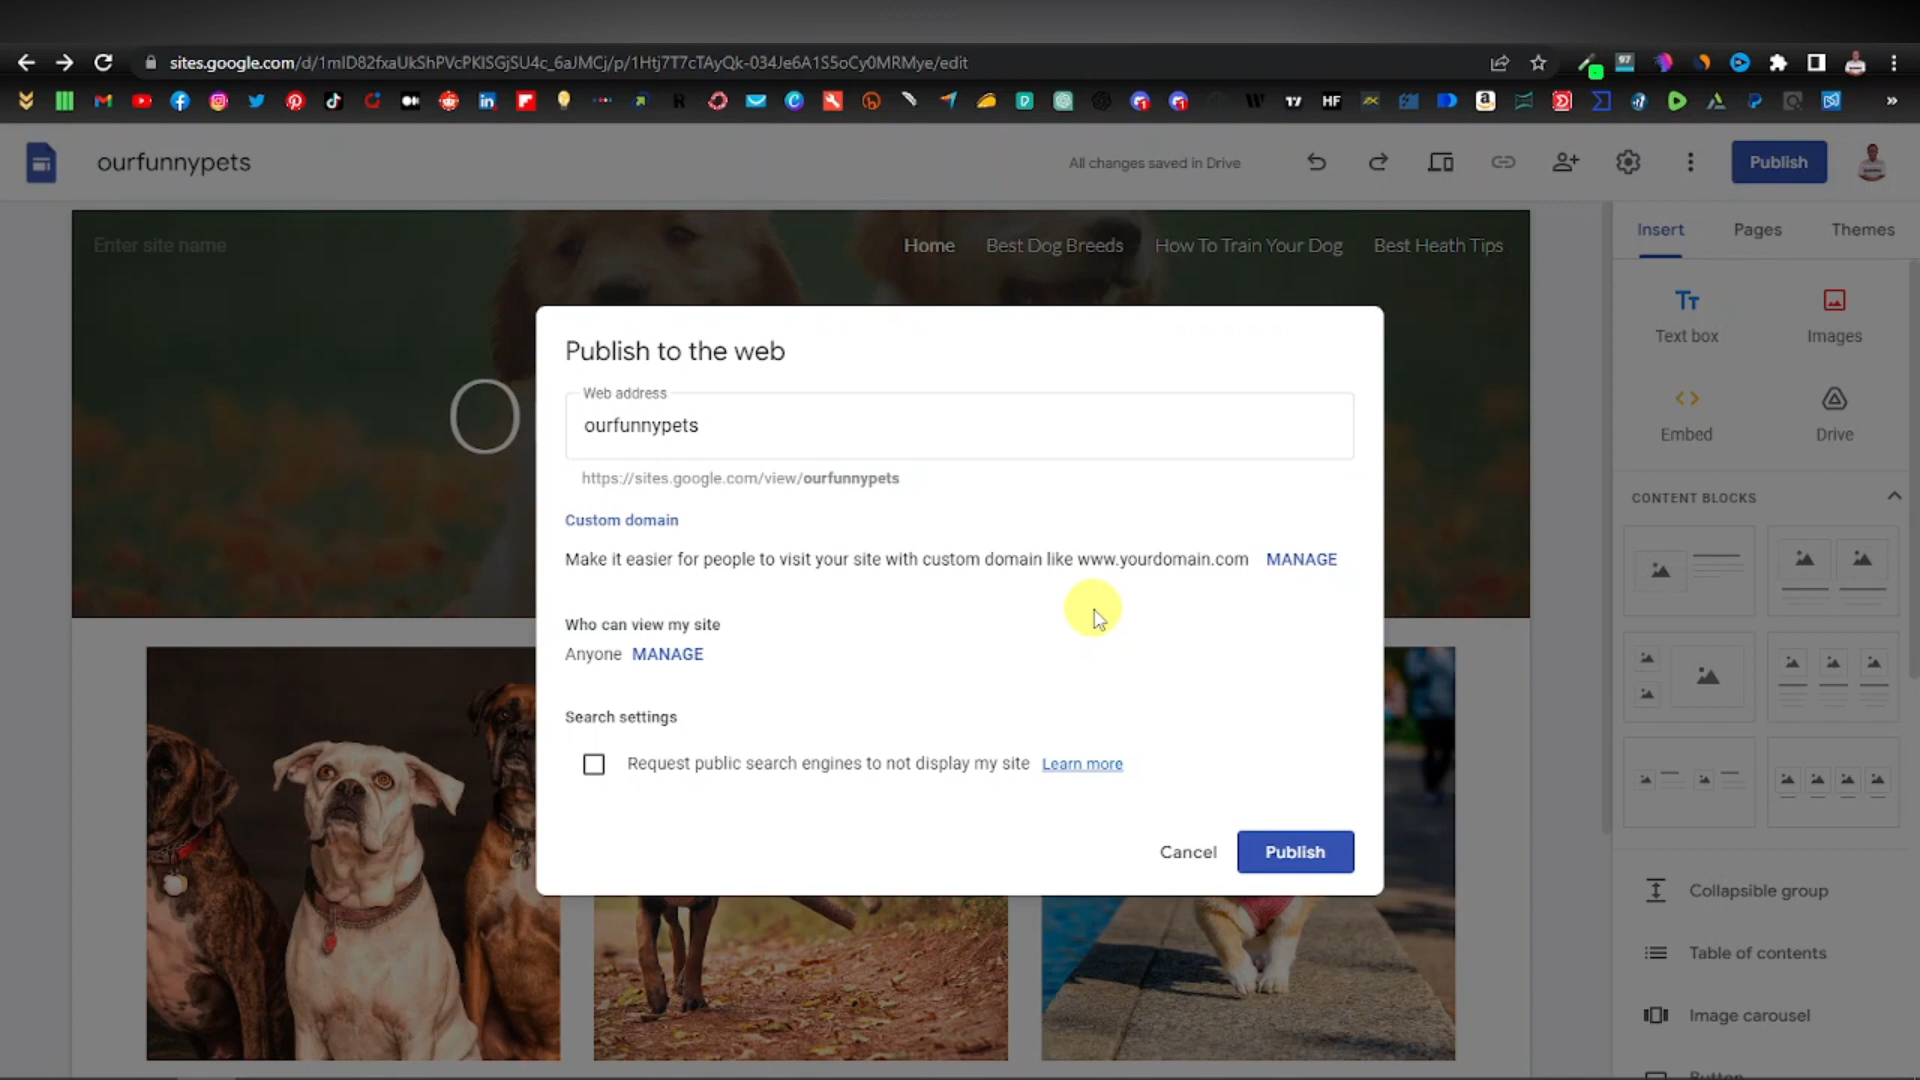 sites.google.com/d/1mlD82fxaUkShPVcPKlSGjSU4c_6aJMCj/p/1Htj7T7cTAyQk-034Je6A1S5oCy0MRMye/edit
97
HF
ourfunnypets
All changes saved in Drive
Publish
Enter site name
Home
Best Dog Breeds
How To Train Your Dog
Best Heath Tips
Insert
Pages
Themes
O
Publish to the web
Web address
ourfunnypets
https://sites.google.com/view/ourfunnypets
Custom domain
Make it easier for people to visit your site with custom domain like www.yourdomain.com MANAGE
Who can view my site
Anyone MANAGE
Search settings
Request public search engines to not display my site Learn more
Cancel
Publish
Tt
Text box
Images
Embed
Drive
CONTENT BLOCKS
Collapsible group
Table of contents
Image carousel
Button